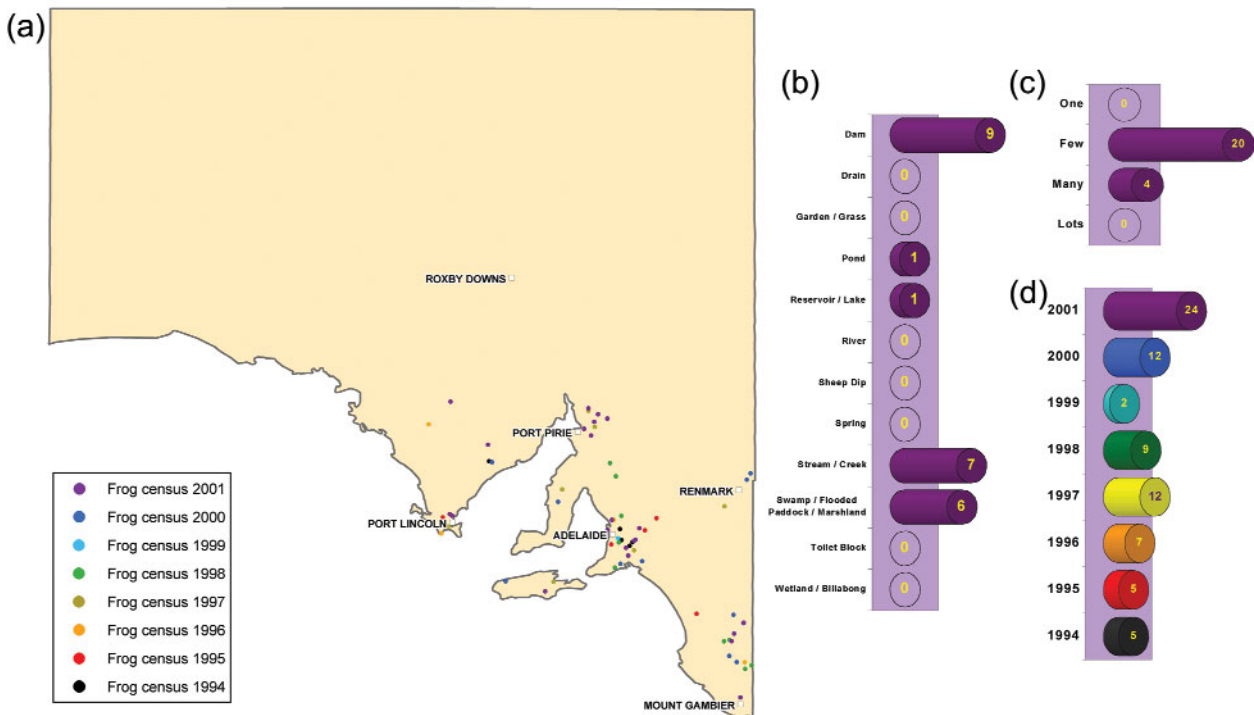 (a)
ROXBY DOWNS
PORT PIRIE
RENMARK
PORT LINCOLN
ADELAIDE
MOUNT GAMBIER
Frog census 2001
Frog census 2000
Frog census 1999
Frog census 1998
Frog census 1997
Frog census 1996
Frog census 1995
Frog census 1994
(b)
Dam 9
Drain 0
Garden / Grass 0
Pond 1
Reservoir / Lake 1
River 0
Sheep Dip 0
Spring 0
Stream / Creek 7
Swamp / Flooded
Paddock / Marshland 6
Toilet Block 0
Wetland / Billabong 0
(c)
One 0
Few 20
Many 4
Lots 0
(d)
2001 24
2000 12
1999 2
1998 9
1997 12
1996 7
1995 5
1994 5